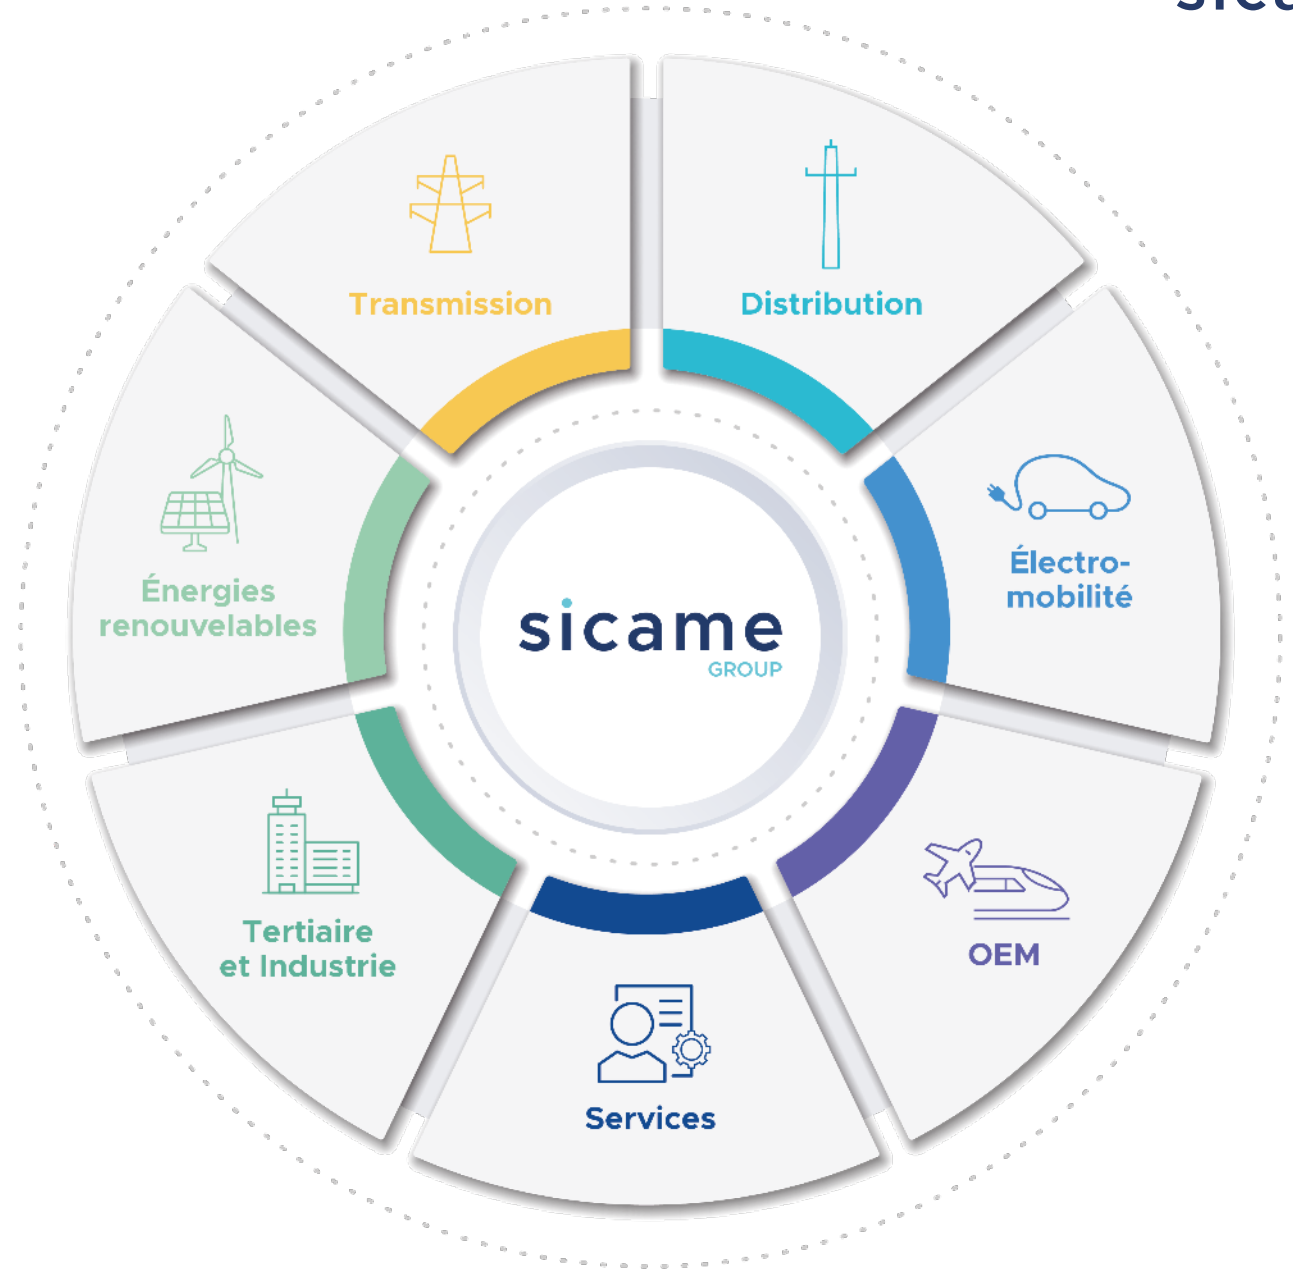 Transmission
Distribution
Énergies
renouvelables
Électro-
mobilité
sicame
GROUP
Tertiaire
et Industrie
OEM
Services